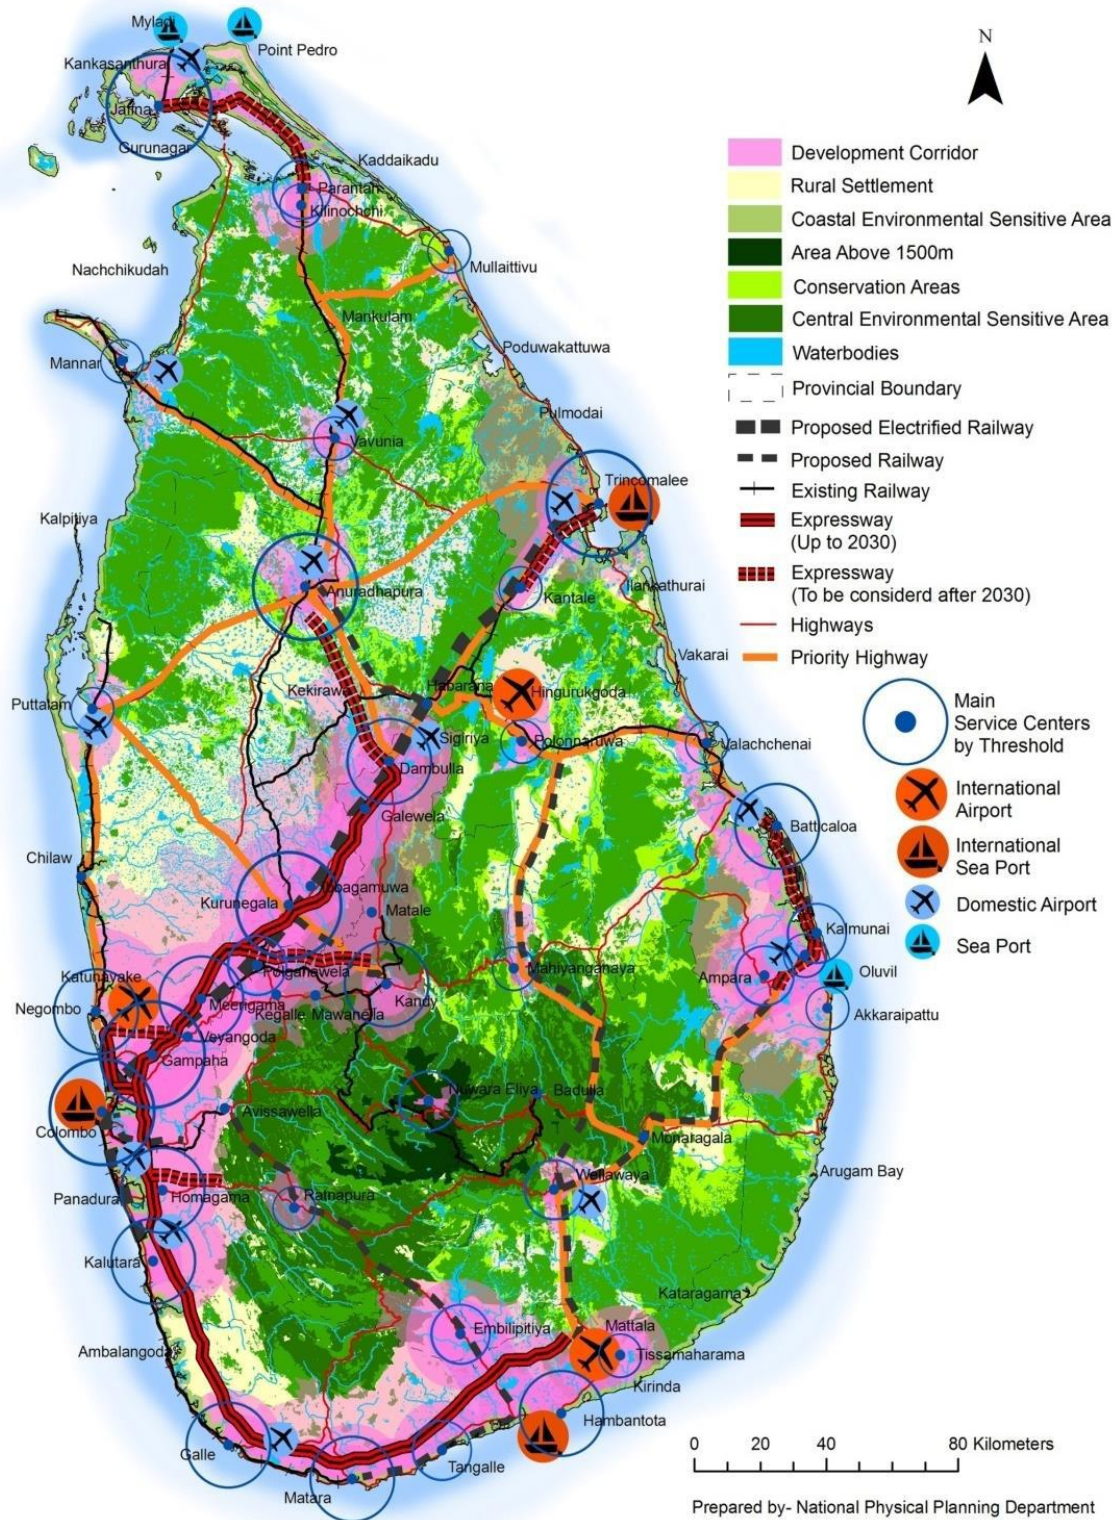 Myladi
Point Pedro
N
Kankasanthurai
Jaffna
Gurunagar
Kaddaikadu
Parantan
Kilinochchi
Nachchikudah
Mullaittivu
Mankulam
Mannar
Poduwakattuwa
Pulmodai
Vavunia
Trincomalee
Kalpitiya
Anuradhapura
Kantale
Ilankathurai
Vakarai
Kekirawa
Habarana
Hingurukgoda
Puttalam
Sigiriya
Polonnaruwa
Valachchenai
Dambulla
Galewela
Batticaloa
Chilaw
Ibbagamuwa
Kurunegala
Matale
Kalmunai
Polganawela
Mahiyanganaya
Ampara
Oluvil
Katunayake
Negombo
Meerigama
Kegalle
Mawanella
Kandy
Akkaraipattu
Veyangoda
Gampaha
Nuwara Eliya
Badulla
Colombo
Avissawella
Monaragala
Arugam Bay
Panadura
Homagama
Ratnapura
Wellawaya
Kalutara
Kataragama
Embilipitiya
Mattala
Ambalangoda
Tissamaharama
Kirinda
Hambantota
Galle
Tangalle
Matara
Development Corridor
Rural Settlement
Coastal Environmental Sensitive Area
Area Above 1500m
Conservation Areas
Central Environmental Sensitive Area
Waterbodies
Provincial Boundary
Proposed Electrified Railway
Proposed Railway
Existing Railway
Expressway
(Up to 2030)
Expressway
(To be considerd after 2030)
Highways
Priority Highway
Main
Service Centers
by Threshold
International
Airport
International
Sea Port
Domestic Airport
Sea Port
0 20 40 80 Kilometers
Prepared by- National Physical Planning Department